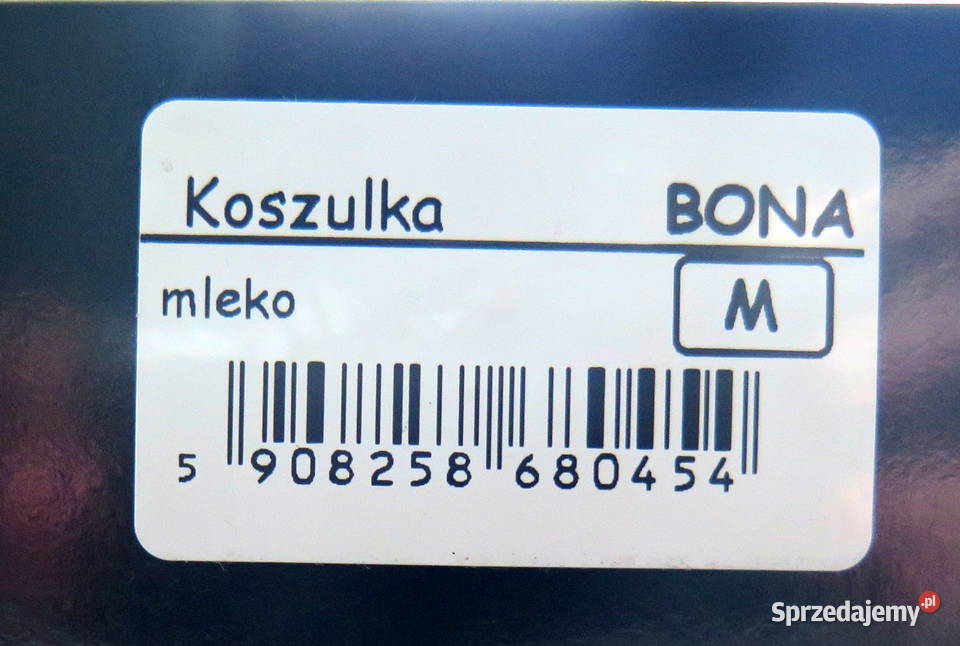 Koszulka BONA
mleko M
5 908258 680454
Sprzedajemy.pl